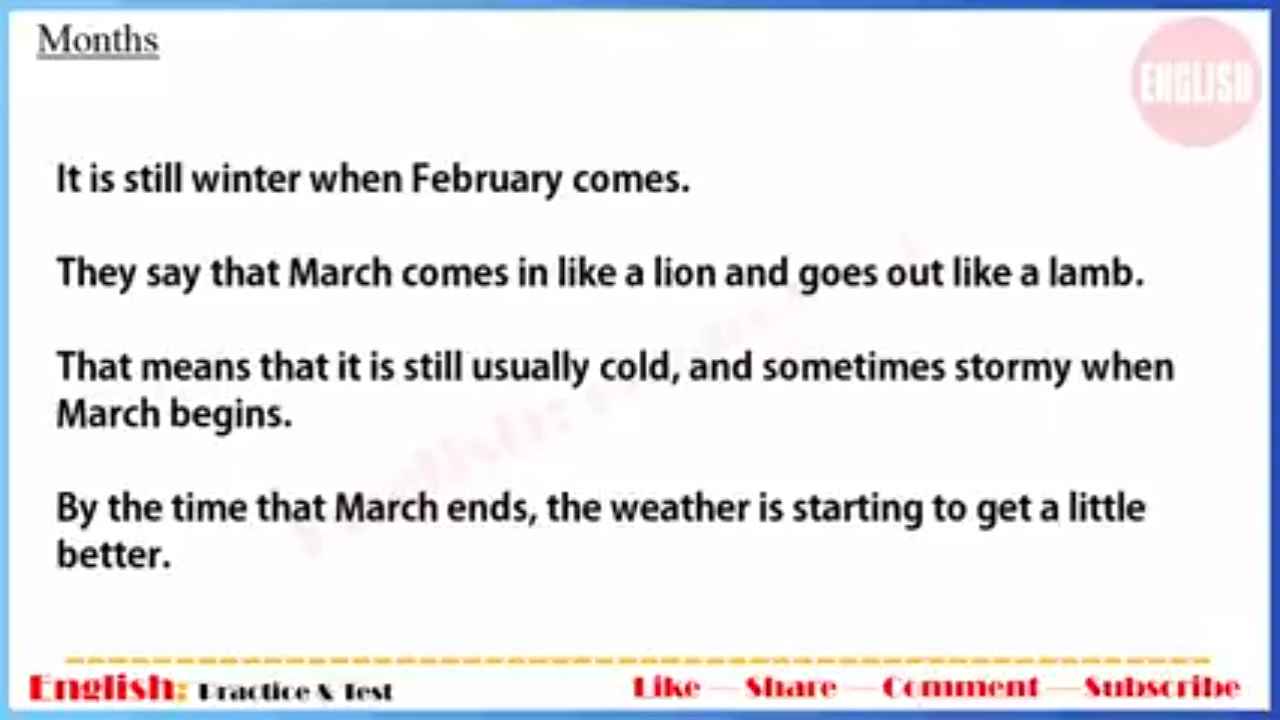 Months
ENGLISH
It is still winter when February comes.
They say that March comes in like a lion and goes out like a lamb.
That means that it is still usually cold, and sometimes stormy when
March begins.
By the time that March ends, the weather is starting to get a little
better.
English: Practice & Test
Like — Share — Comment — Subscribe